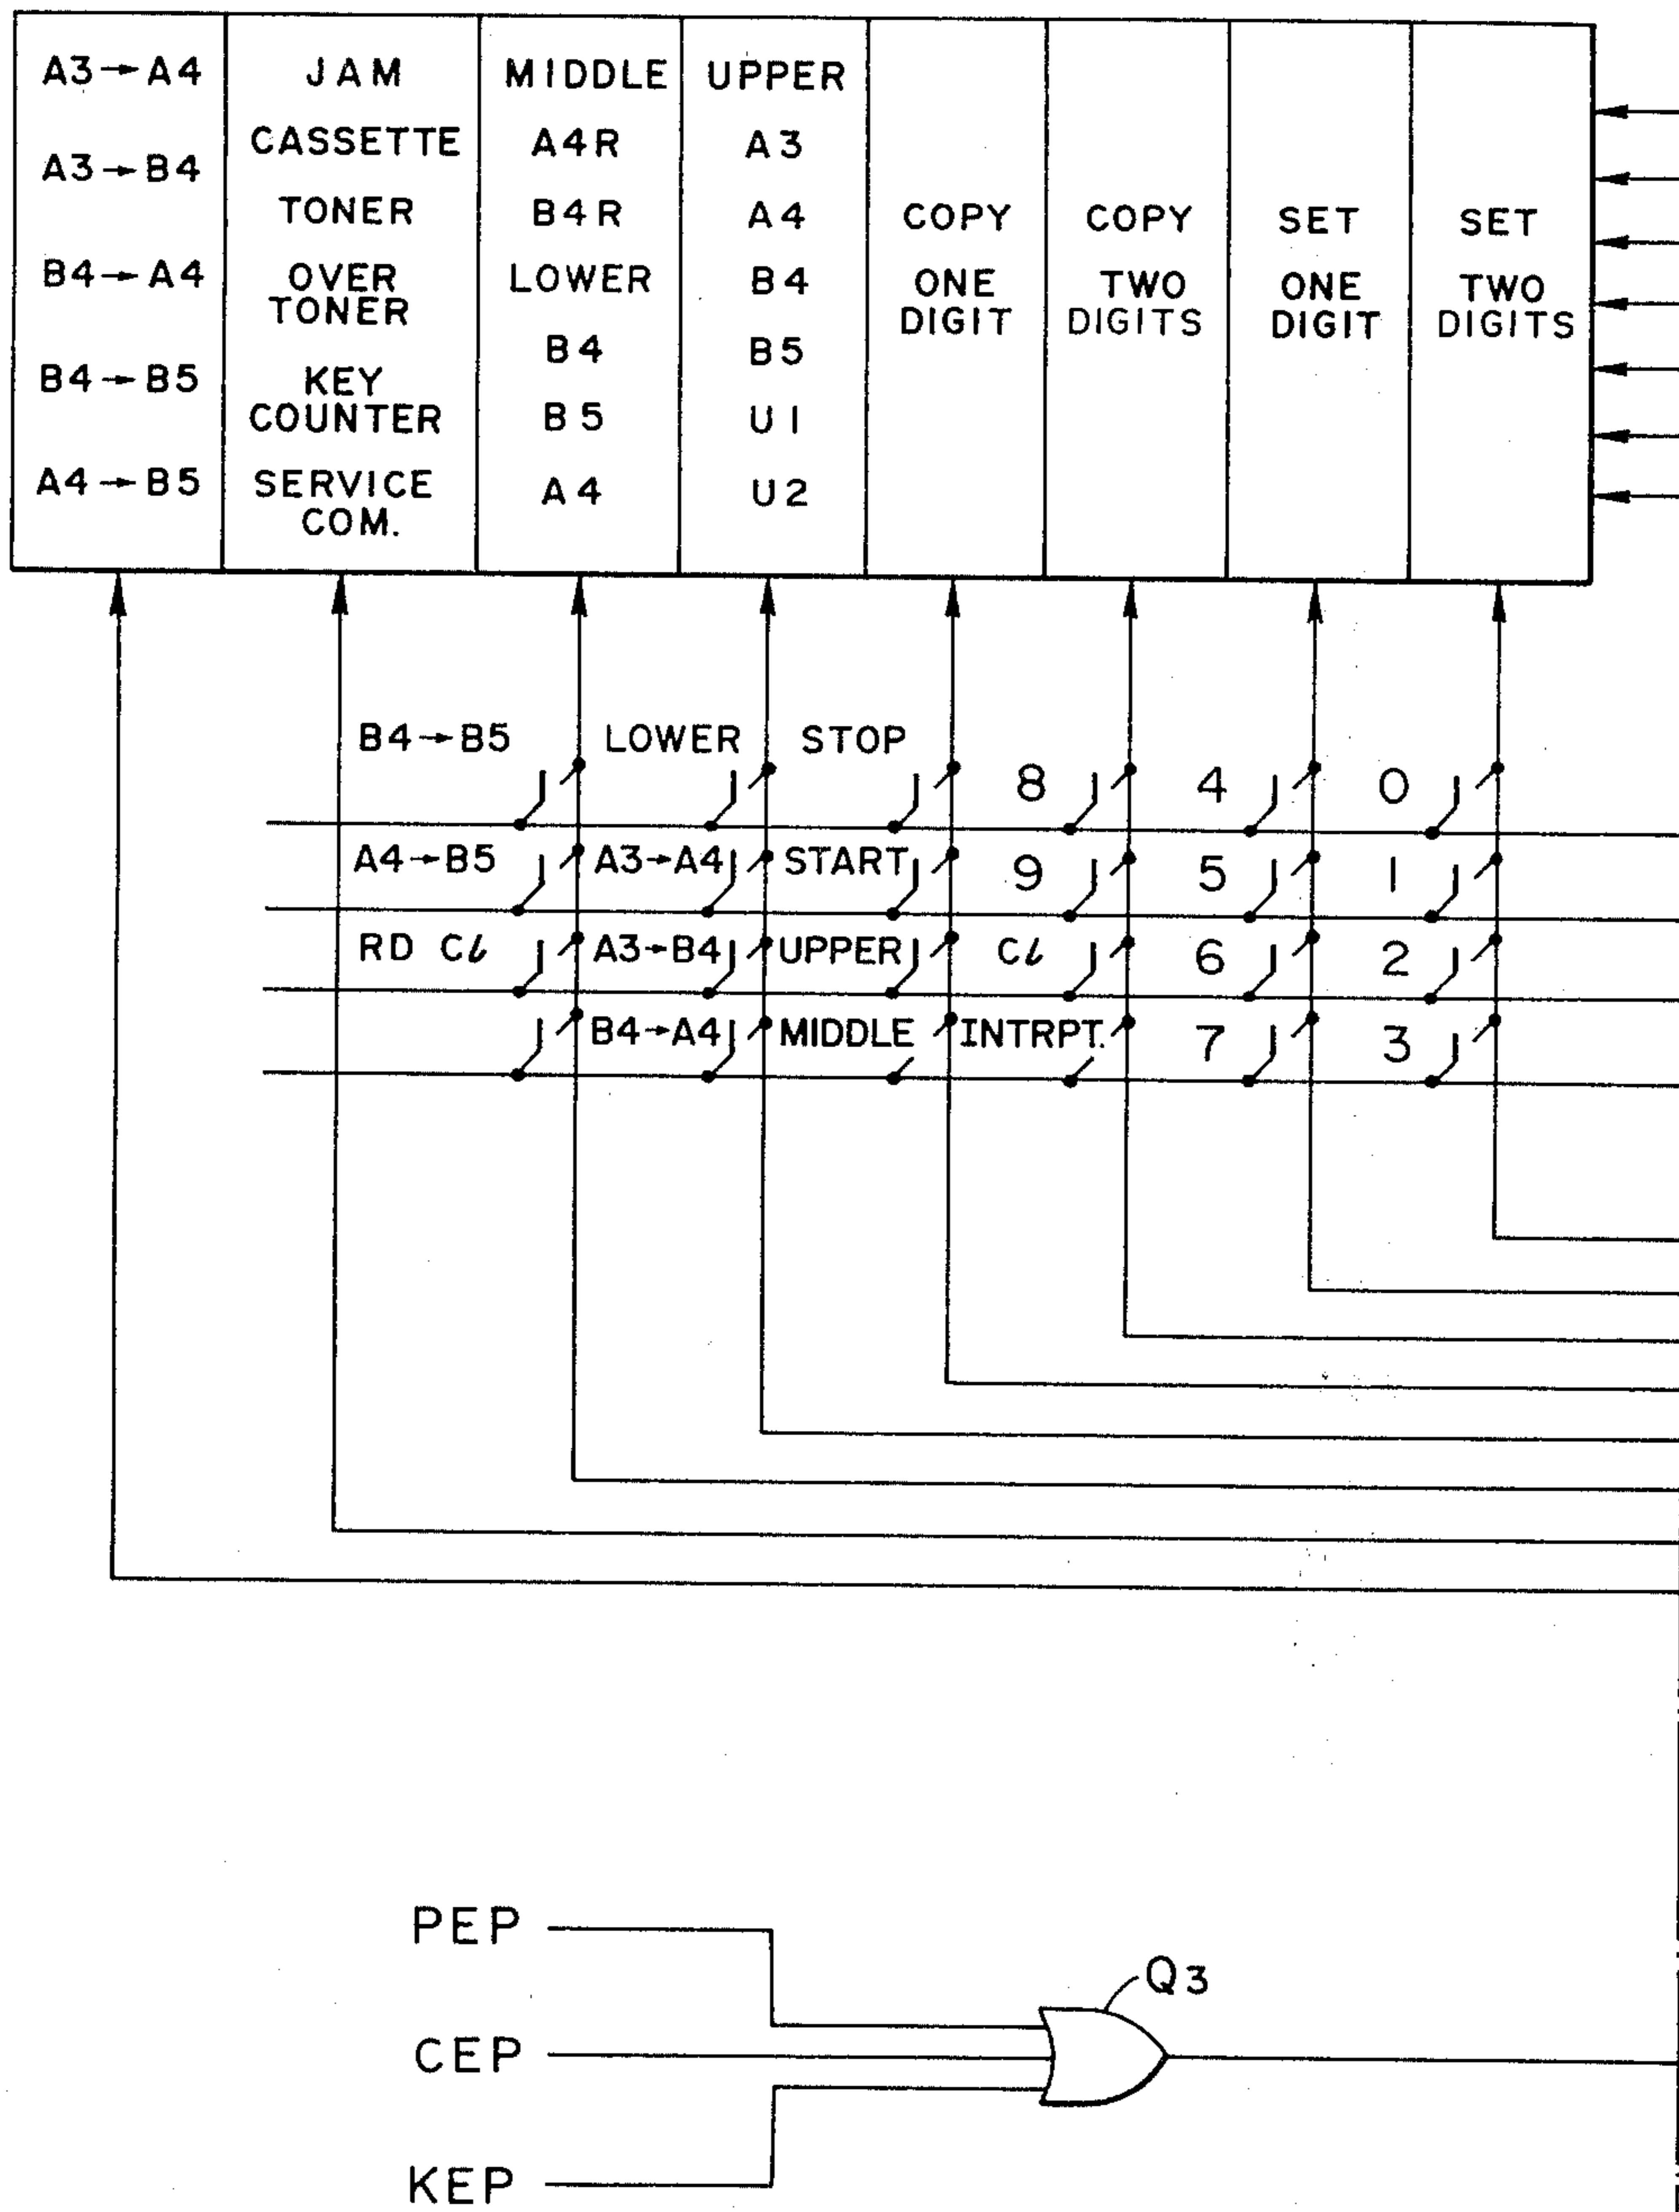 A3→A4
A3→B4
B4→A4
B4→B5
A4→B5
JAM
CASSETTE
TONER
OVER
TONER
KEY
COUNTER
SERVICE
COM.
MIDDLE
A4R
B4R
LOWER
B4
B5
A4
UPPER
A3
A4
B4
B5
U1
U2
COPY
ONE
DIGIT
COPY
TWO
DIGITS
SET
ONE
DIGIT
SET
TWO
DIGITS
B4→B5 LOWER STOP 8 4 0
A4→B5 A3→A4 START 9 5 1
RD Cl A3→B4 UPPER Cl 6 2
B4→A4 MIDDLE INTRPT. 7 3
PEP
Q3
CEP
KEP